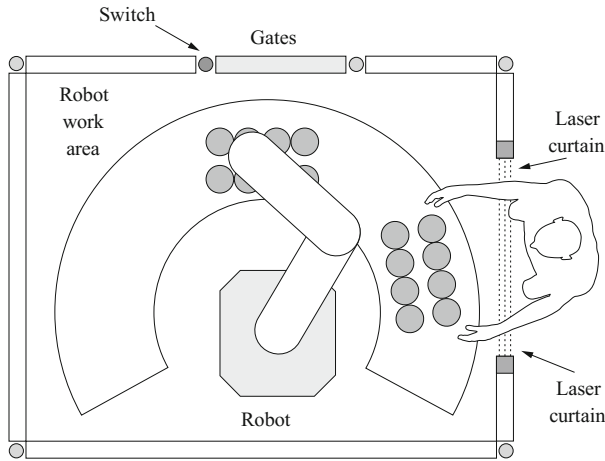 Switch
Gates
Robot
work
area
Laser
curtain
Robot
Laser
curtain